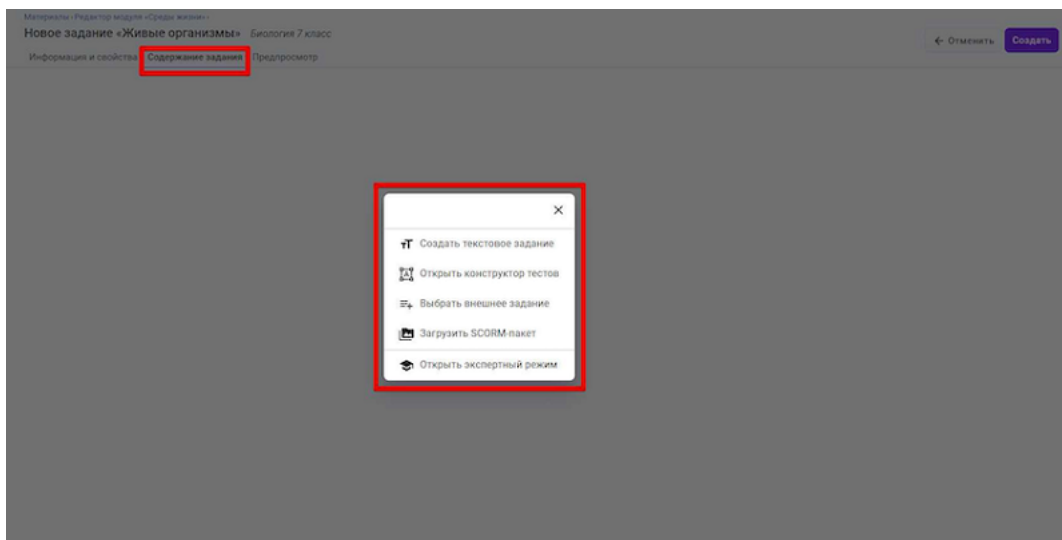 Материалы › Редактор модуля «Среды жизни» ›
Новое задание «Живые организмы» Биология 7 класс
← Отменить Создать
Информация и свойства Содержание задания Предпросмотр
Создать текстовое задание
Открыть конструктор тестов
Выбрать внешнее задание
Загрузить SCORM-пакет
Открыть экспертный режим